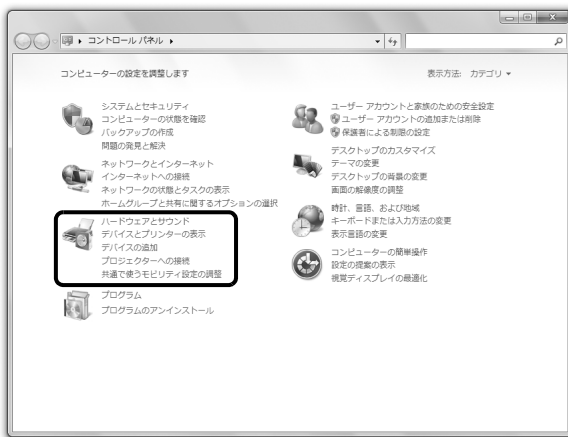 コントロール パネル
コンピューターの設定を調整します
表示方法: カテゴリ
システムとセキュリティ
コンピューターの状態を確認
バックアップの作成
問題の発見と解決
ネットワークとインターネット
インターネットへの接続
ネットワークの状態とタスクの表示
ホームグループと共有に関するオプションの選択
ハードウェアとサウンド
デバイスとプリンターの表示
デバイスの追加
プロジェクターへの接続
共通で使うモビリティ設定の調整
プログラム
プログラムのアンインストール
ユーザー アカウントと家族のための安全設定
ユーザー アカウントの追加または削除
保護者による制限の設定
デスクトップのカスタマイズ
テーマの変更
デスクトップの背景の変更
画面の解像度の調整
時計、言語、および地域
キーボードまたは入力方法の変更
表示言語の変更
コンピューターの簡単操作
設定の提案の表示
視覚ディスプレイの最適化